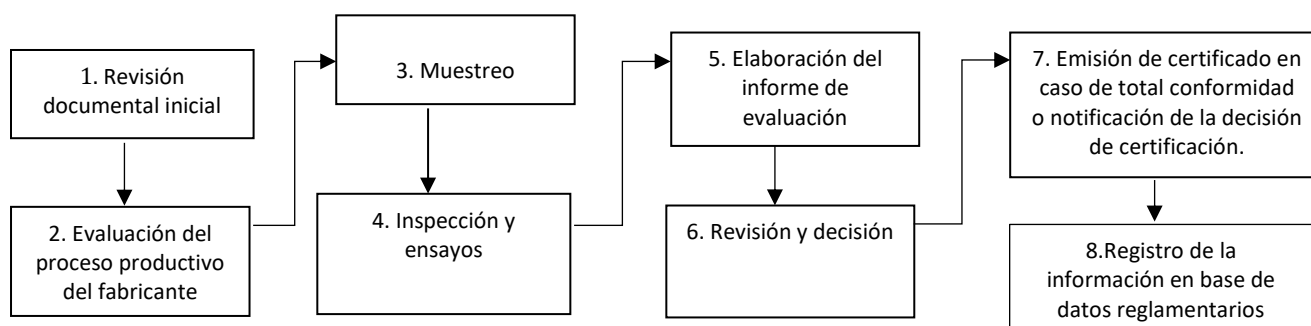 1. Revisión
documental inicial
2. Evaluación del
proceso productivo
del fabricante
3. Muestreo
4. Inspección y
ensayos
5. Elaboración del
informe de
evaluación
6. Revisión y decisión
7. Emisión de certificado en
caso de total conformidad
o notificación de la decisión
de certificación.
8.Registro de la
información en base de
datos reglamentarios